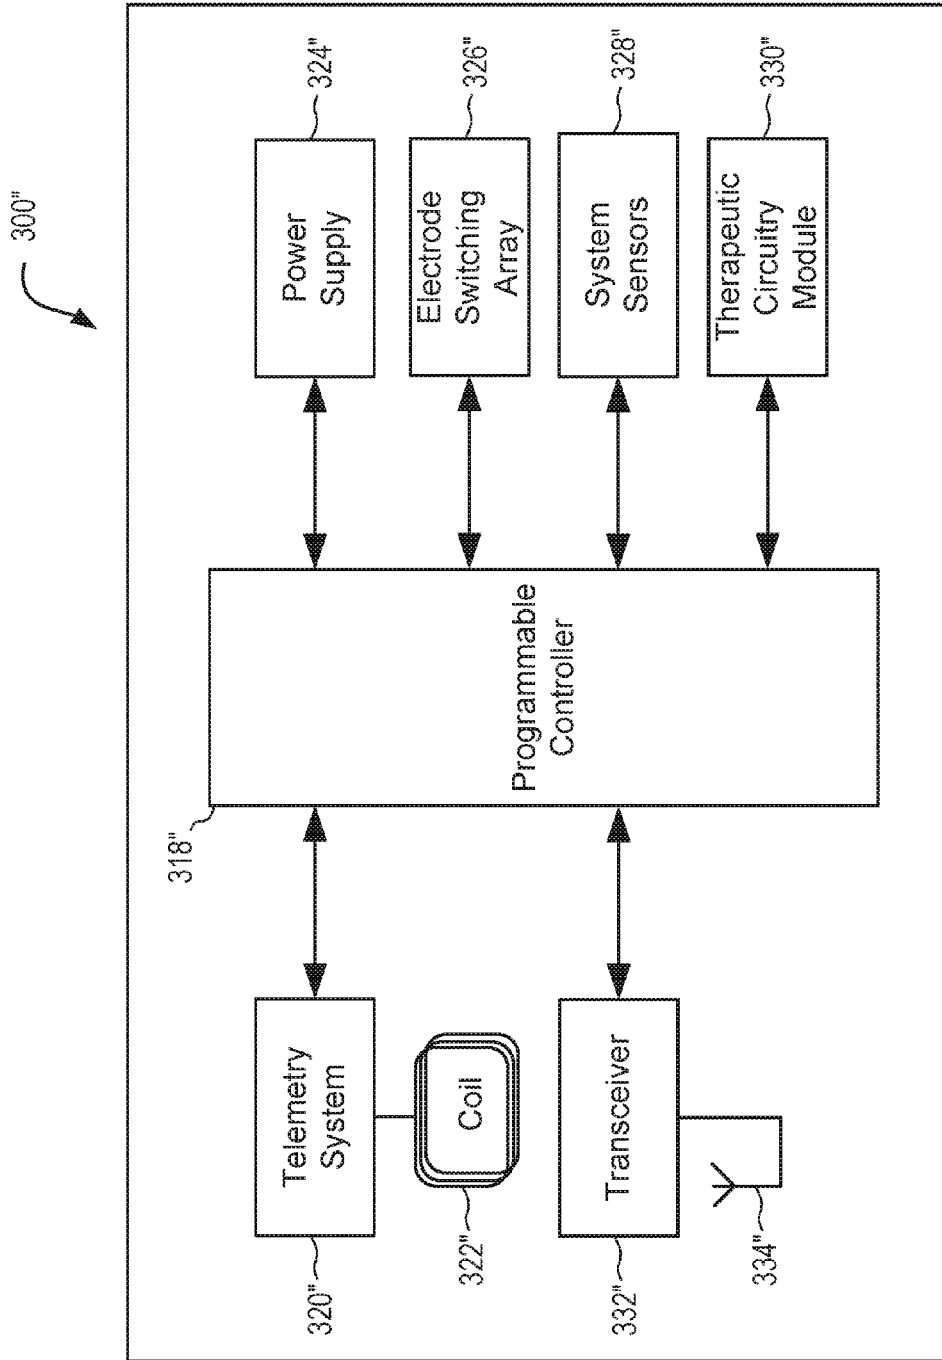 300"
320"
Telemetry
System
322"
Coil
332"
Transceiver
334"
318"
Programmable
Controller
Power
Supply
324"
Electrode
Switching
Array
326"
System
Sensors
328"
Therapeutic
Circuitry
Module
330"